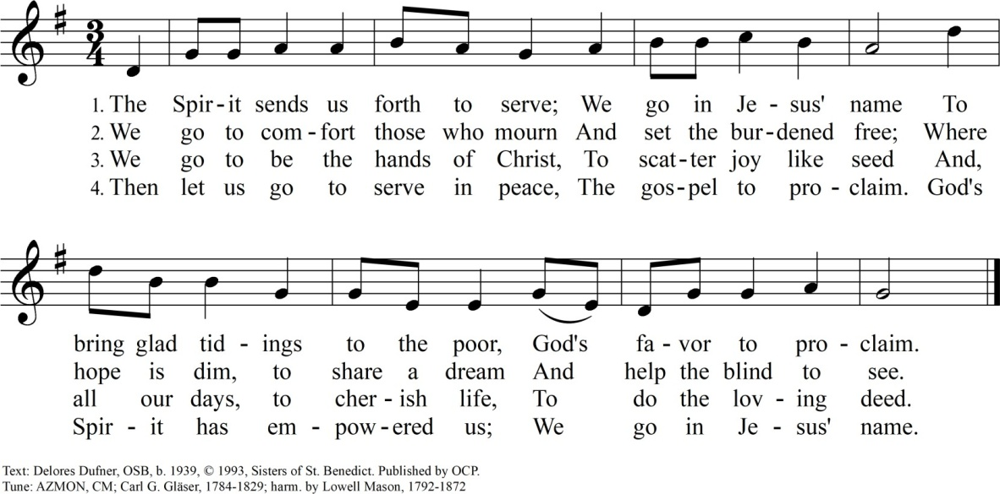 3
4
1. The Spir-it sends us forth to serve; We go in Je - sus' name To
2. We go to com-fort those who mourn And set the bur-dened free; Where
3. We go to be the hands of Christ, To scat-ter joy like seed And,
4. Then let us go to serve in peace, The gos-pel to pro - claim. God's
bring glad tid - ings to the poor, God's fa - vor to pro - claim.
hope is dim, to share a dream And help the blind to see.
all our days, to cher - ish life, To do the lov - ing deed.
Spir - it has em - pow-ered us; We go in Je - sus' name.
Text: Delores Dufner, OSB, b. 1939, © 1993, Sisters of St. Benedict. Published by OCP.
Tune: AZMON, CM; Carl G. Gläser, 1784-1829; harm. by Lowell Mason, 1792-1872